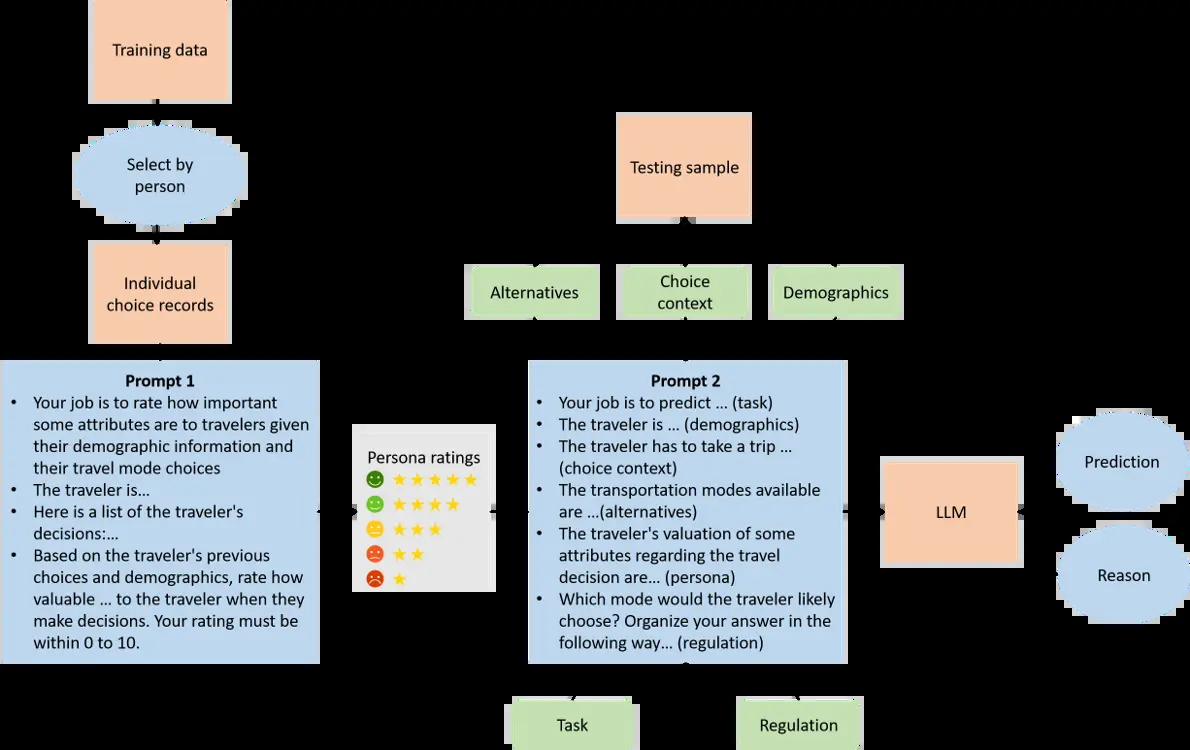 Training data
Select by
person
Individual
choice records
Testing sample
Alternatives
Choice
context
Demographics
Prompt 1
• Your job is to rate how important
some attributes are to travelers given
their demographic information and
their travel mode choices
• The traveler is...
• Here is a list of the traveler's
decisions:...
• Based on the traveler's previous
choices and demographics, rate how
valuable ... to the traveler when they
make decisions. Your rating must be
within 0 to 10.
Persona ratings
Prompt 2
• Your job is to predict ... (task)
• The traveler is ... (demographics)
• The traveler has to take a trip ...
(choice context)
• The transportation modes available
are ...(alternatives)
• The traveler's valuation of some
attributes regarding the travel
decision are... (persona)
• Which mode would the traveler likely
choose? Organize your answer in the
following way... (regulation)
LLM
Prediction
Reason
Task
Regulation